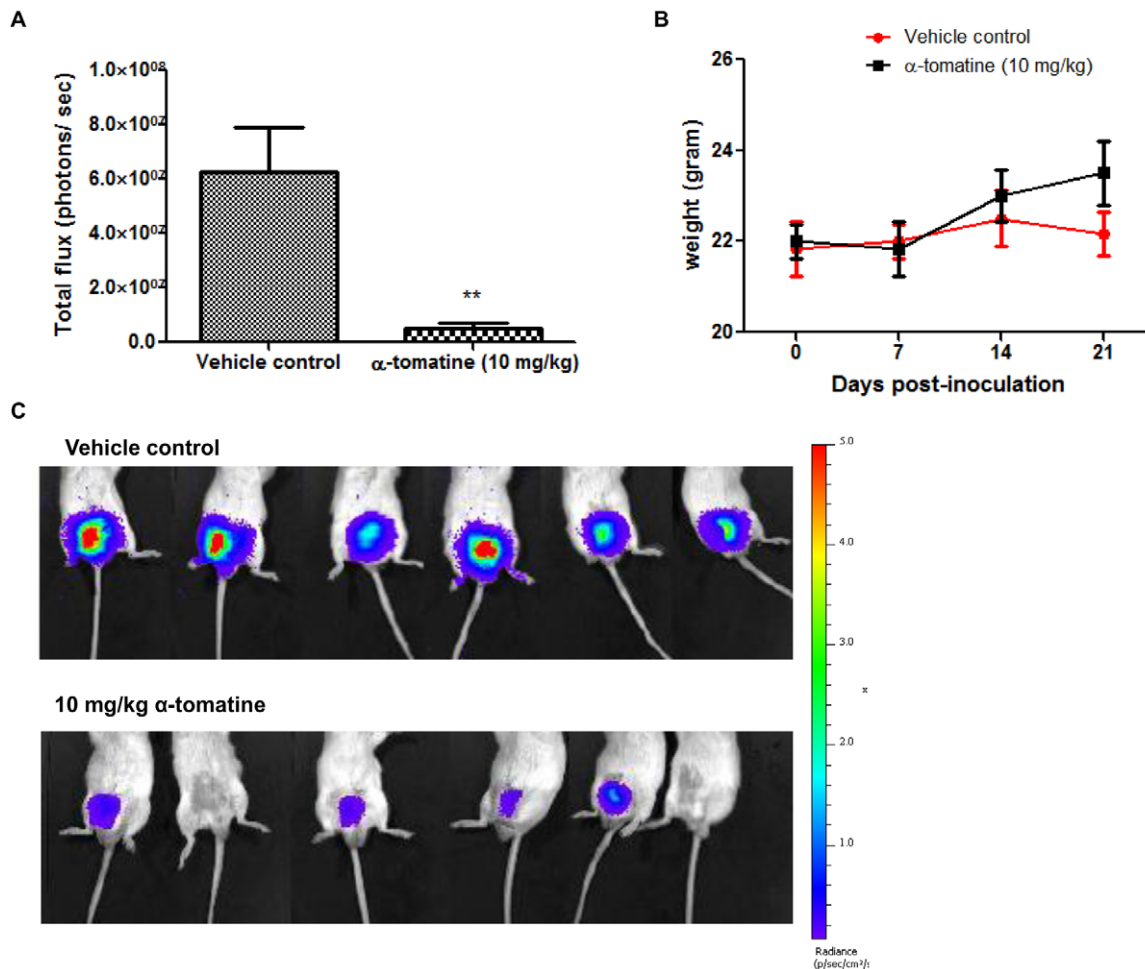 A
Total flux (photons/ sec)
1.0×10⁰⁸
8.0×10⁰⁷
6.0×10⁰⁷
4.0×10⁰⁷
2.0×10⁰⁷
0.0
**
Vehicle control
α-tomatine (10 mg/kg)
B
Vehicle control
α-tomatine (10 mg/kg)
weight (gram)
26
24
22
20
0 7 14 21
Days post-inoculation
C
Vehicle control
10 mg/kg α-tomatine
5.0
4.0
3.0
x
2.0
1.0
Radiance
(p/sec/cm²/s